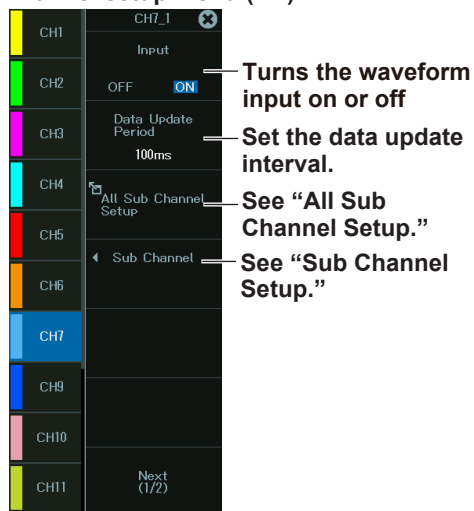 CH1
CH2
CH3
CH4
CH5
CH6
CH7
CH9
CH10
CH11
CH7_1
Input
OFF ON
Data Update
Period
100ms
All Sub Channel
Setup
Sub Channel
Next
(1/2)
Turns the waveform
input on or off
Set the data update
interval.
See “All Sub
Channel Setup.”
See “Sub Channel
Setup.”